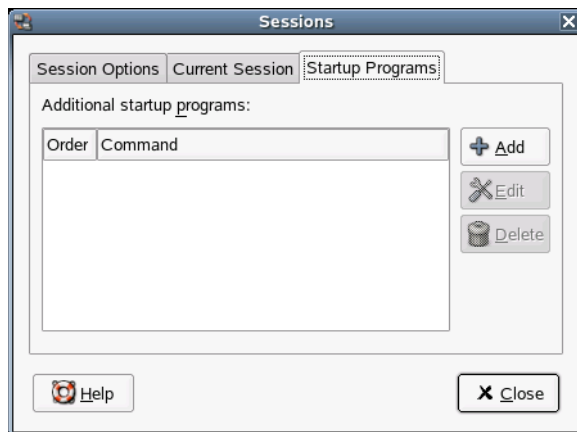 Sessions
Session Options Current Session Startup Programs
Additional startup programs:
Order Command
Add
Edit
Delete
Help Close